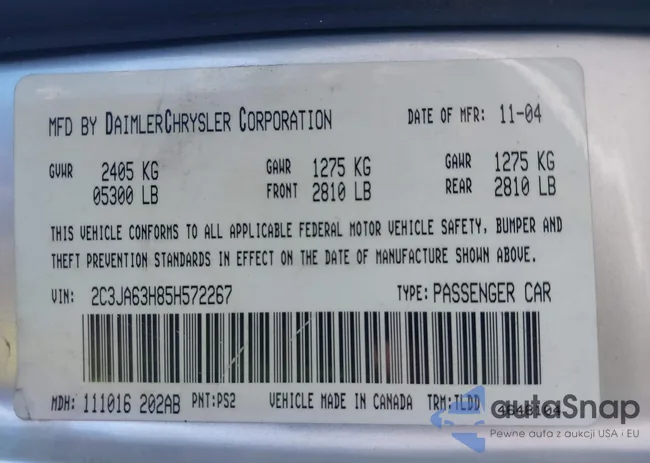 MFD BY DAIMLERCHRYSLER CORPORATION DATE OF MFR: 11-04
GVWR 2405 KG GAWR 1275 KG GAWR 1275 KG
05300 LB FRONT 2810 LB REAR 2810 LB
THIS VEHICLE CONFORMS TO ALL APPLICABLE FEDERAL MOTOR VEHICLE SAFETY, BUMPER AND
THEFT PREVENTION STANDARDS IN EFFECT ON THE DATE OF MANUFACTURE SHOWN ABOVE.
VIN: 2C3JA63H85H572267 TYPE: PASSENGER CAR
MDH: 111016 202AB PNT:PS2 VEHICLE MADE IN CANADA TRM:TLDD 4648104
autaSnap
Pewne auta z aukcji USA i EU